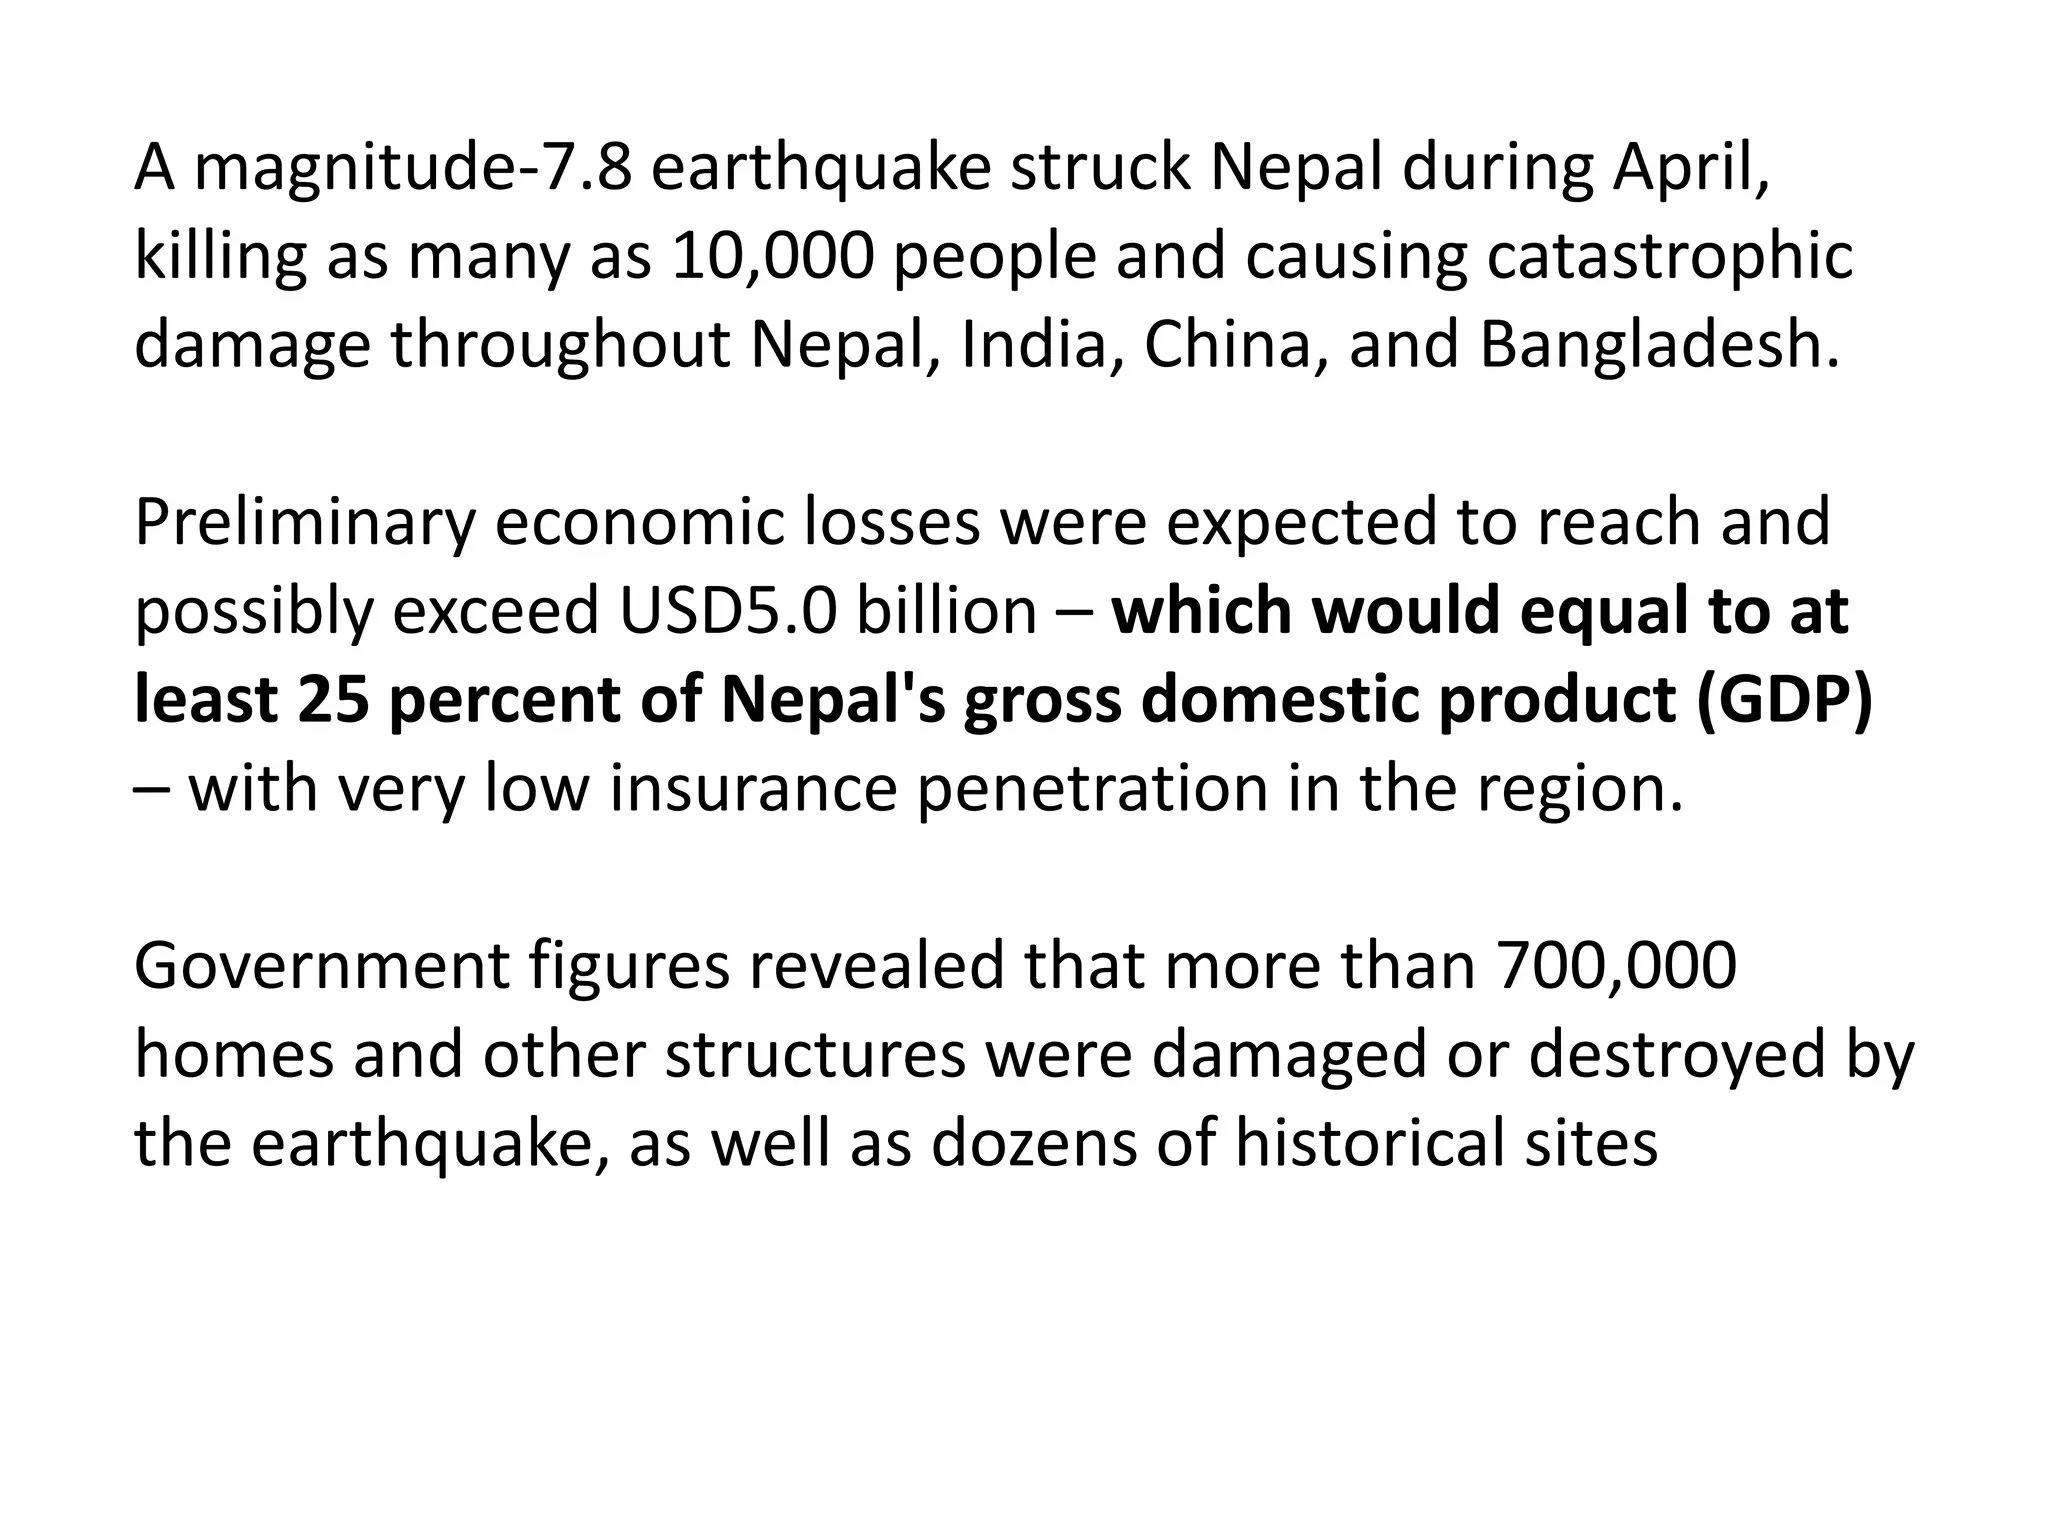 A magnitude-7.8 earthquake struck Nepal during April,
killing as many as 10,000 people and causing catastrophic
damage throughout Nepal, India, China, and Bangladesh.
Preliminary economic losses were expected to reach and
possibly exceed USD5.0 billion – which would equal to at
least 25 percent of Nepal's gross domestic product (GDP)
– with very low insurance penetration in the region.
Government figures revealed that more than 700,000
homes and other structures were damaged or destroyed by
the earthquake, as well as dozens of historical sites